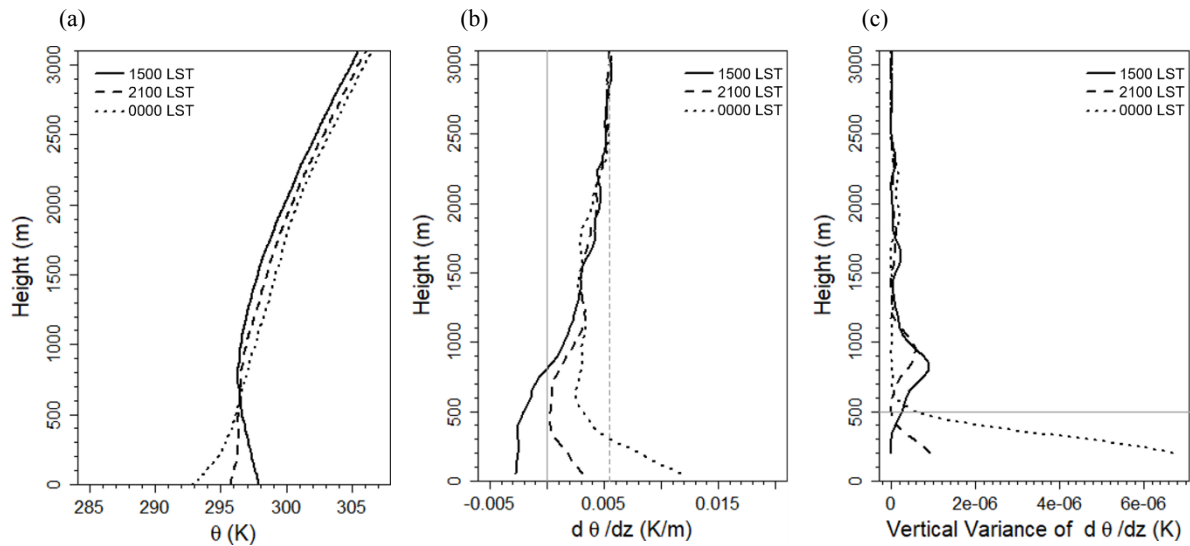 (a)
(b)
(c)
1500 LST
2100 LST
0000 LST
1500 LST
2100 LST
0000 LST
1500 LST
2100 LST
0000 LST
Height (m)
0
500
1000
1500
2000
2500
3000
285
290
295
300
305
θ (K)
Height (m)
0
500
1000
1500
2000
2500
3000
-0.005
0.005
0.015
d θ /dz (K/m)
Height (m)
0
500
1000
1500
2000
2500
3000
0
2e-06
4e-06
6e-06
Vertical Variance of d θ /dz (K)